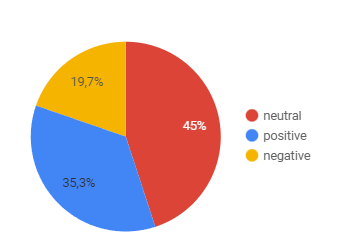 19,7%
45%
35,3%
neutral
positive
negative